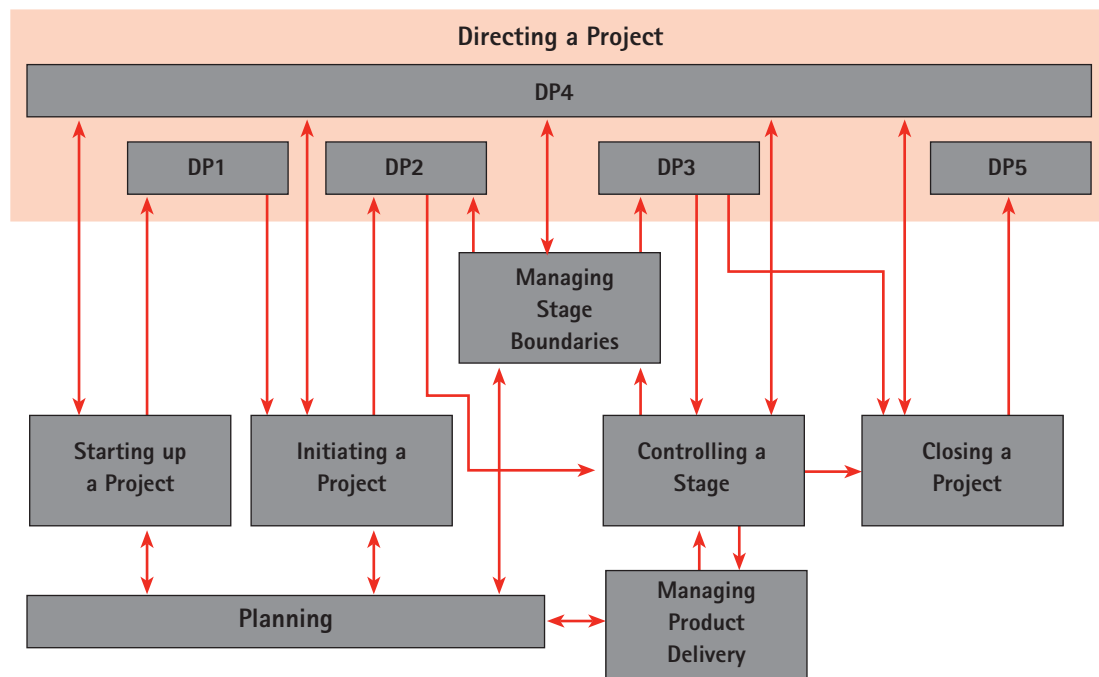 Directing a Project
DP4
DP1
DP2
DP3
DP5
Managing
Stage
Boundaries
Starting up
a Project
Initiating a
Project
Controlling a
Stage
Closing a
Project
Planning
Managing
Product
Delivery